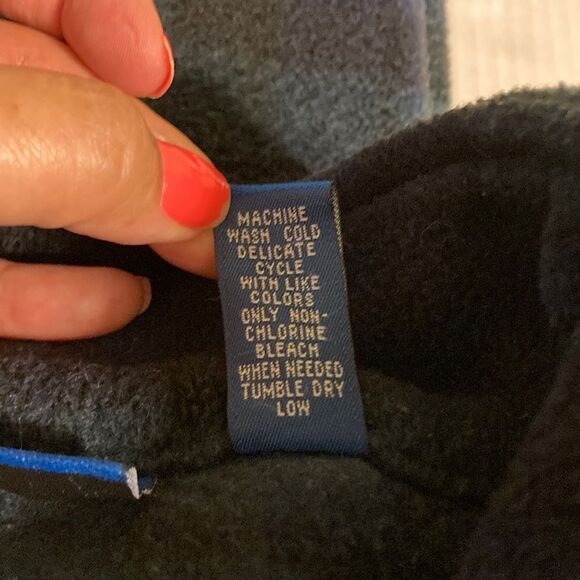 MACHINE
WASH COLD
DELICATE
CYCLE
WITH LIKE
COLORS
ONLY NON-
CHLORINE
BLEACH
WHEN NEEDED
TUMBLE DRY
LOW